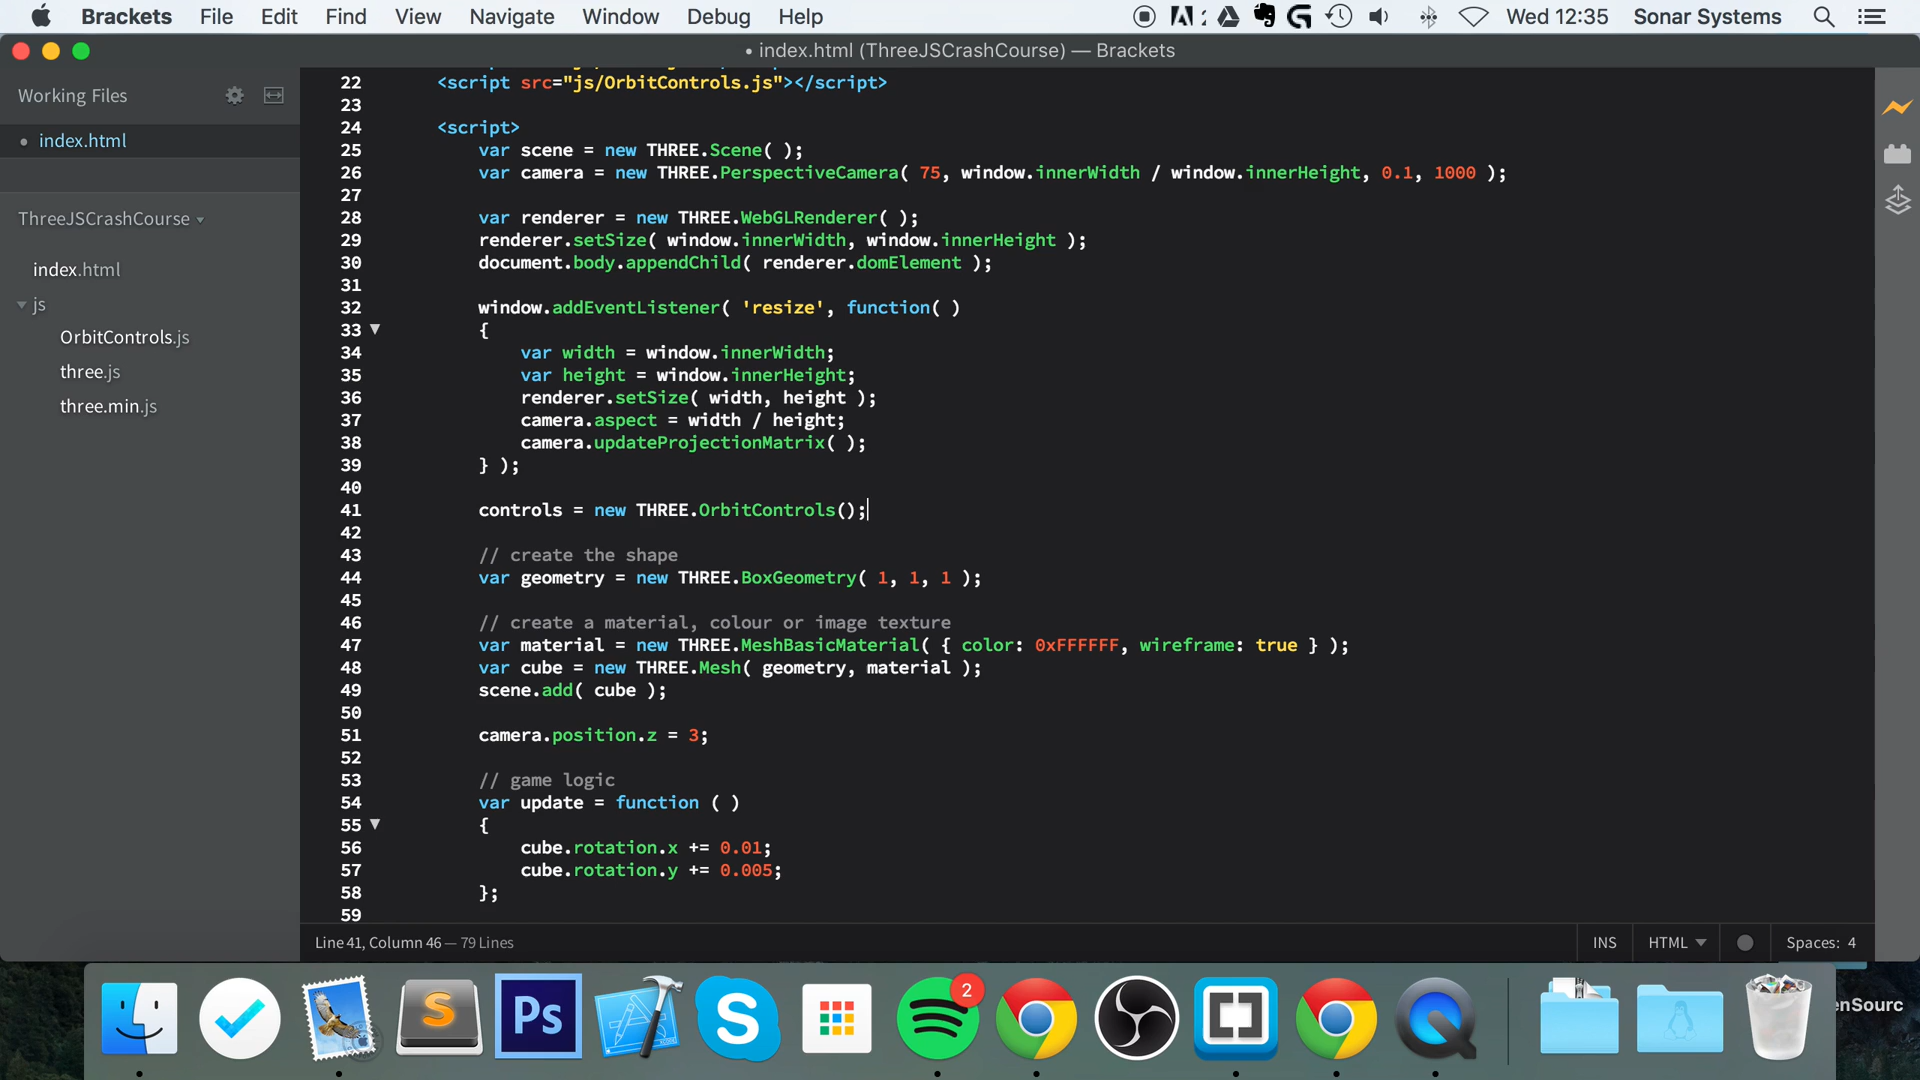 Brackets File Edit Find View Navigate Window Debug Help Wed 12:35 Sonar Systems
• index.html (ThreeJSCrashCourse) — Brackets
Working Files
• index.html
ThreeJSCrashCourse
index.html
js
OrbitControls.js
three.js
three.min.js
22 <script src="js/OrbitControls.js"></script>
23
24 <script>
25 var scene = new THREE.Scene( );
26 var camera = new THREE.PerspectiveCamera( 75, window.innerWidth / window.innerHeight, 0.1, 1000 );
27
28 var renderer = new THREE.WebGLRenderer( );
29 renderer.setSize( window.innerWidth, window.innerHeight );
30 document.body.appendChild( renderer.domElement );
31
32 window.addEventListener( 'resize', function( )
33 {
34 var width = window.innerWidth;
35 var height = window.innerHeight;
36 renderer.setSize( width, height );
37 camera.aspect = width / height;
38 camera.updateProjectionMatrix( );
39 } );
40
41 controls = new THREE.OrbitControls();
42
43 // create the shape
44 var geometry = new THREE.BoxGeometry( 1, 1, 1 );
45
46 // create a material, colour or image texture
47 var material = new THREE.MeshBasicMaterial( { color: 0xFFFFFF, wireframe: true } );
48 var cube = new THREE.Mesh( geometry, material );
49 scene.add( cube );
50
51 camera.position.z = 3;
52
53 // game logic
54 var update = function ( )
55 {
56 cube.rotation.x += 0.01;
57 cube.rotation.y += 0.005;
58 };
59
Line 41, Column 46 — 79 Lines
INS HTML Spaces: 4
S
Ps
S
2
enSourc